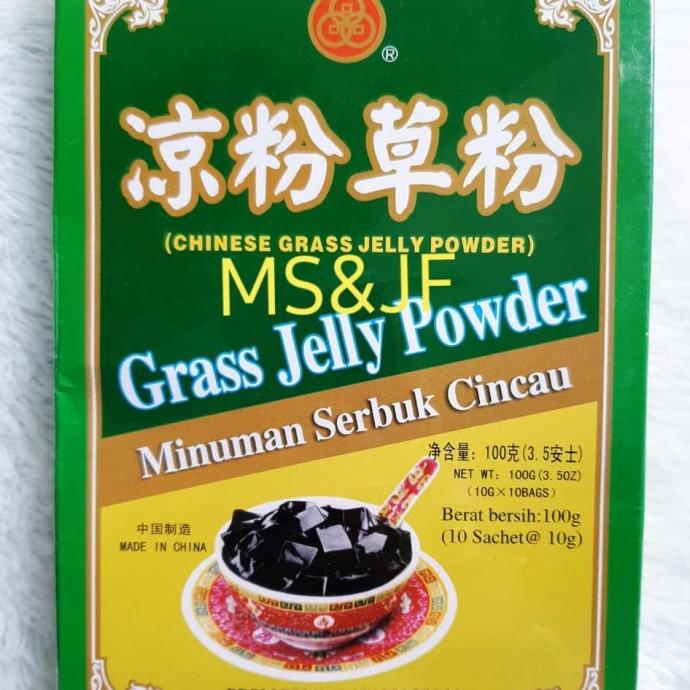 ®
凉粉草粉
(CHINESE GRASS JELLY POWDER)
MS&JF
Grass Jelly Powder
Minuman Serbuk Cincau
净含量：100克(3.5安士)
NET WT：100G(3.5OZ)
（10G×10BAGS）
Berat bersih:100g
(10 Sachet@ 10g)
中国制造
MADE IN CHINA